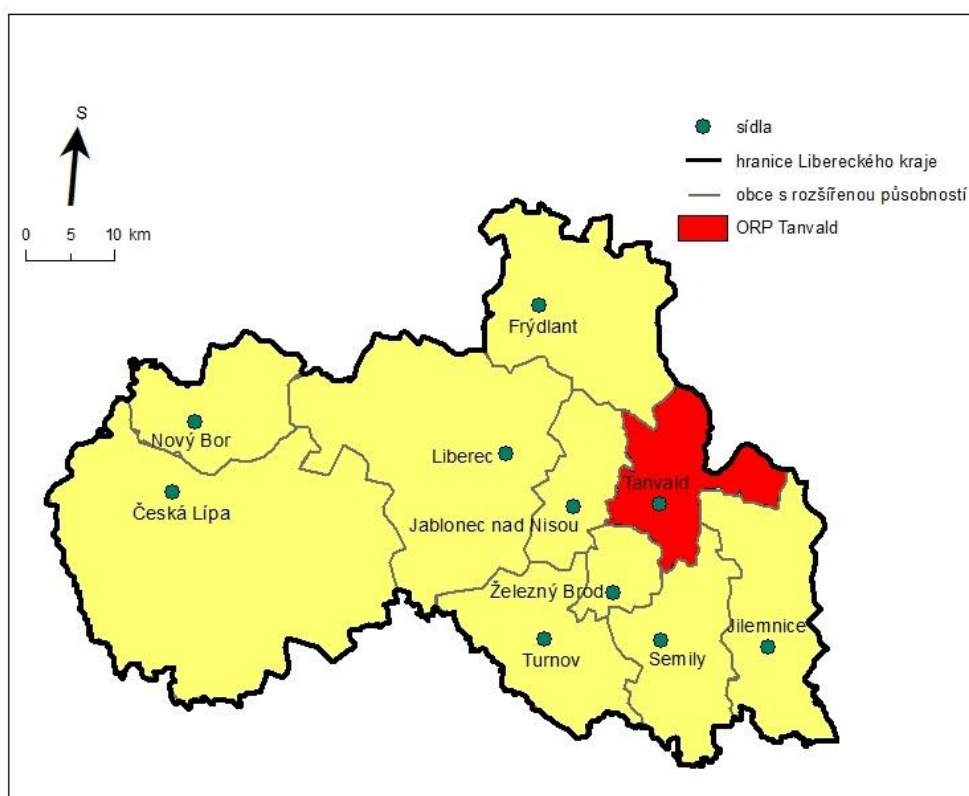 S
0 5 10 km
sídla
hranice Libereckého kraje
obce s rozšířenou působností
ORP Tanvald
Frýdlant
Nový Bor
Liberec
Tanvald
Česká Lípa
Jablonec nad Nisou
Železný Brod
Jilemnice
Turnov
Semily